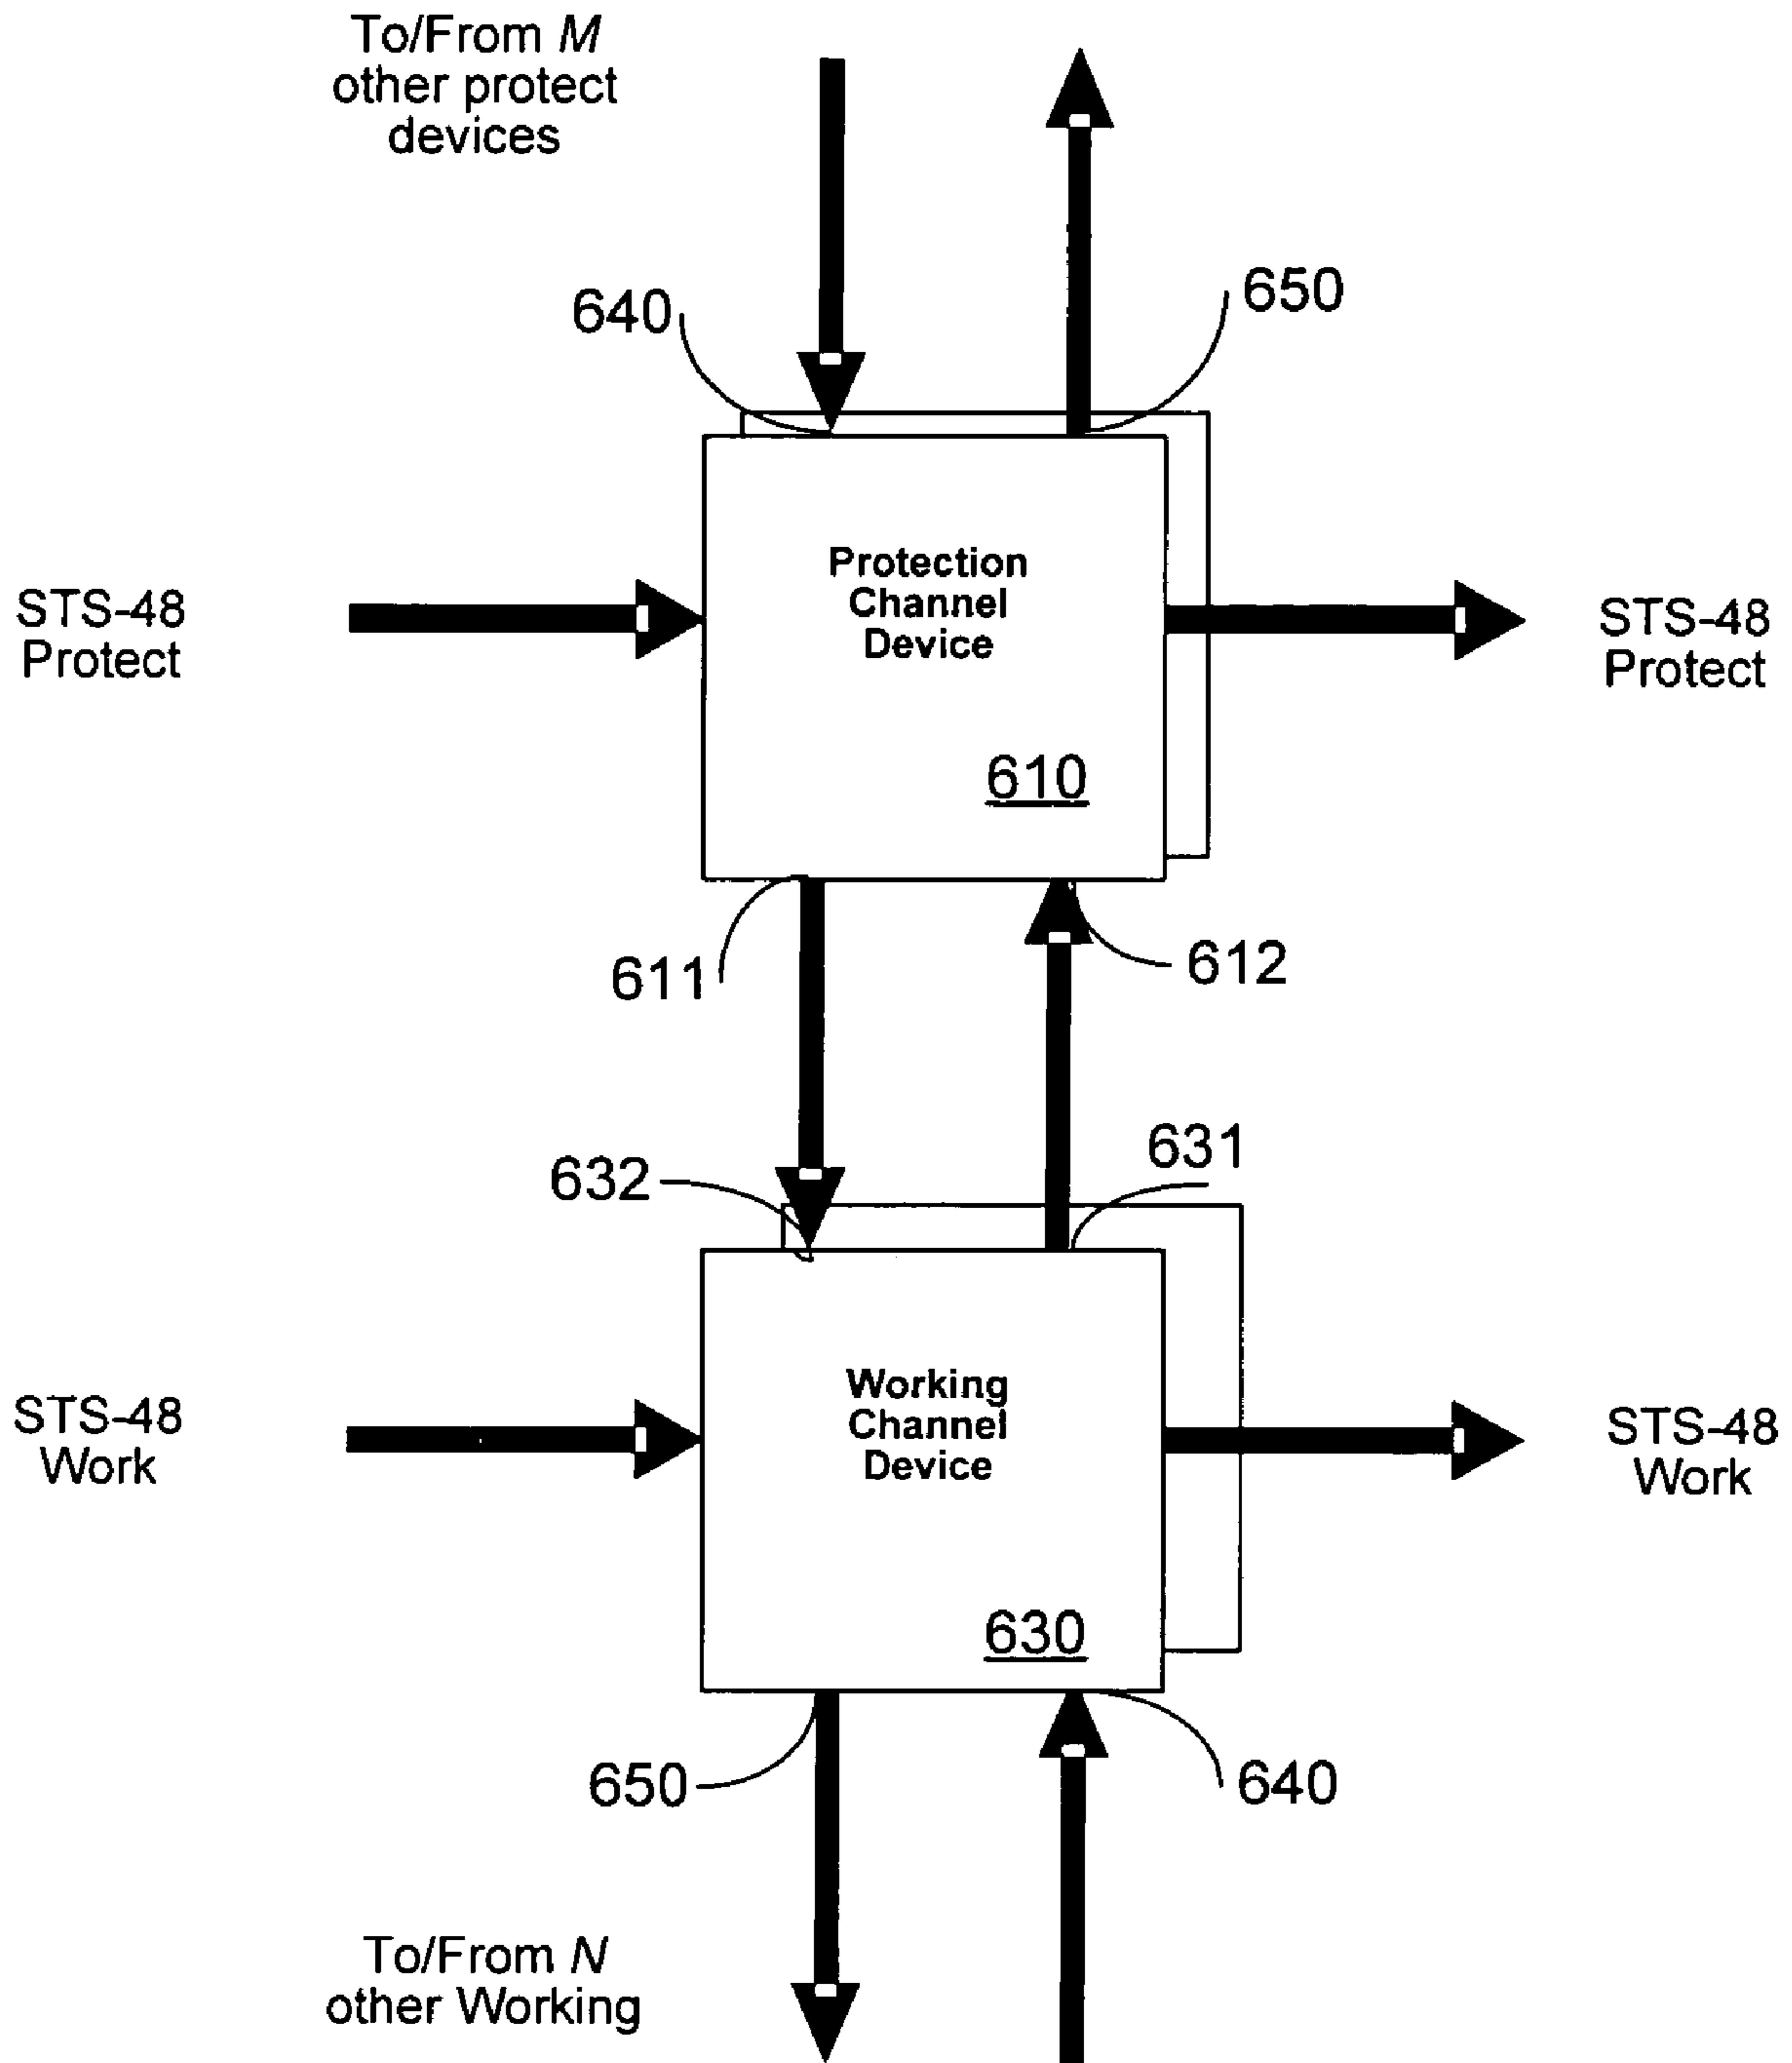 To/From M
other protect
devices
640
650
STS-48
Protect
Protection
Channel
Device
STS-48
Protect
610
611
612
632
631
STS-48
Work
Working
Channel
Device
STS-48
Work
630
650
640
To/From N
other Working